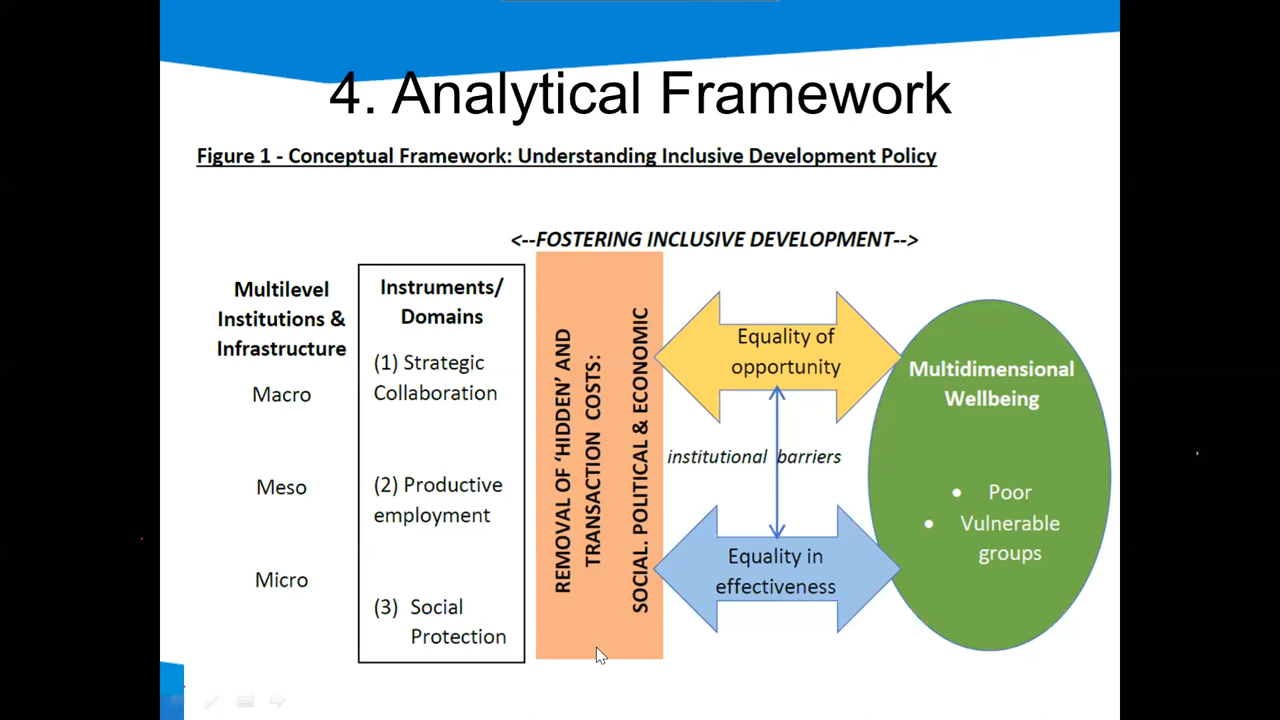 4. Analytical Framework
Figure 1 - Conceptual Framework: Understanding Inclusive Development Policy
<--FOSTERING INCLUSIVE DEVELOPMENT-->
Multilevel
Institutions &
Infrastructure
Macro
Meso
Micro
Instruments/
Domains
(1) Strategic
Collaboration
(2) Productive
employment
(3) Social
Protection
REMOVAL OF ‘HIDDEN’ AND
TRANSACTION COSTS:
SOCIAL. POLITICAL & ECONOMIC
Equality of
opportunity
institutional barriers
Equality in
effectiveness
Multidimensional
Wellbeing
• Poor
• Vulnerable
groups